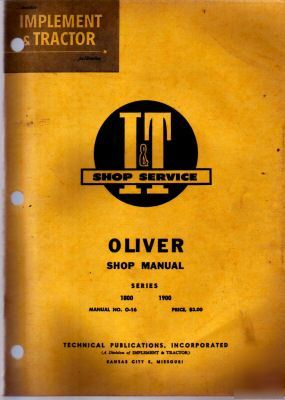 IMPLEMENT
& TRACTOR
I&T
SHOP SERVICE
OLIVER
SHOP MANUAL
SERIES
1800 1900
MANUAL NO. O-16 PRICE, $3.00
TECHNICAL PUBLICATIONS, INCORPORATED
(A Division of IMPLEMENT & TRACTOR)
KANSAS CITY 5, MISSOURI